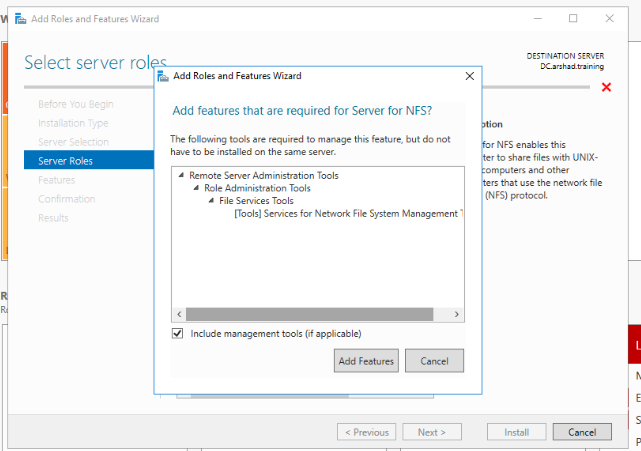 Add Roles and Features Wizard
Select server roles
DESTINATION SERVER
DC.arshad.training
Before You Begin
Installation Type
Server Selection
Server Roles
Features
Confirmation
Results
Add Roles and Features Wizard
Add features that are required for Server for NFS?
The following tools are required to manage this feature, but do not
have to be installed on the same server.
Remote Server Administration Tools
Role Administration Tools
File Services Tools
[Tools] Services for Network File System Management T
Include management tools (if applicable)
Add Features
Cancel
ption
for NFS enables this
ter to share files with UNIX-
computers and other
ters that use the network file
(NFS) protocol.
< Previous
Next >
Install
Cancel